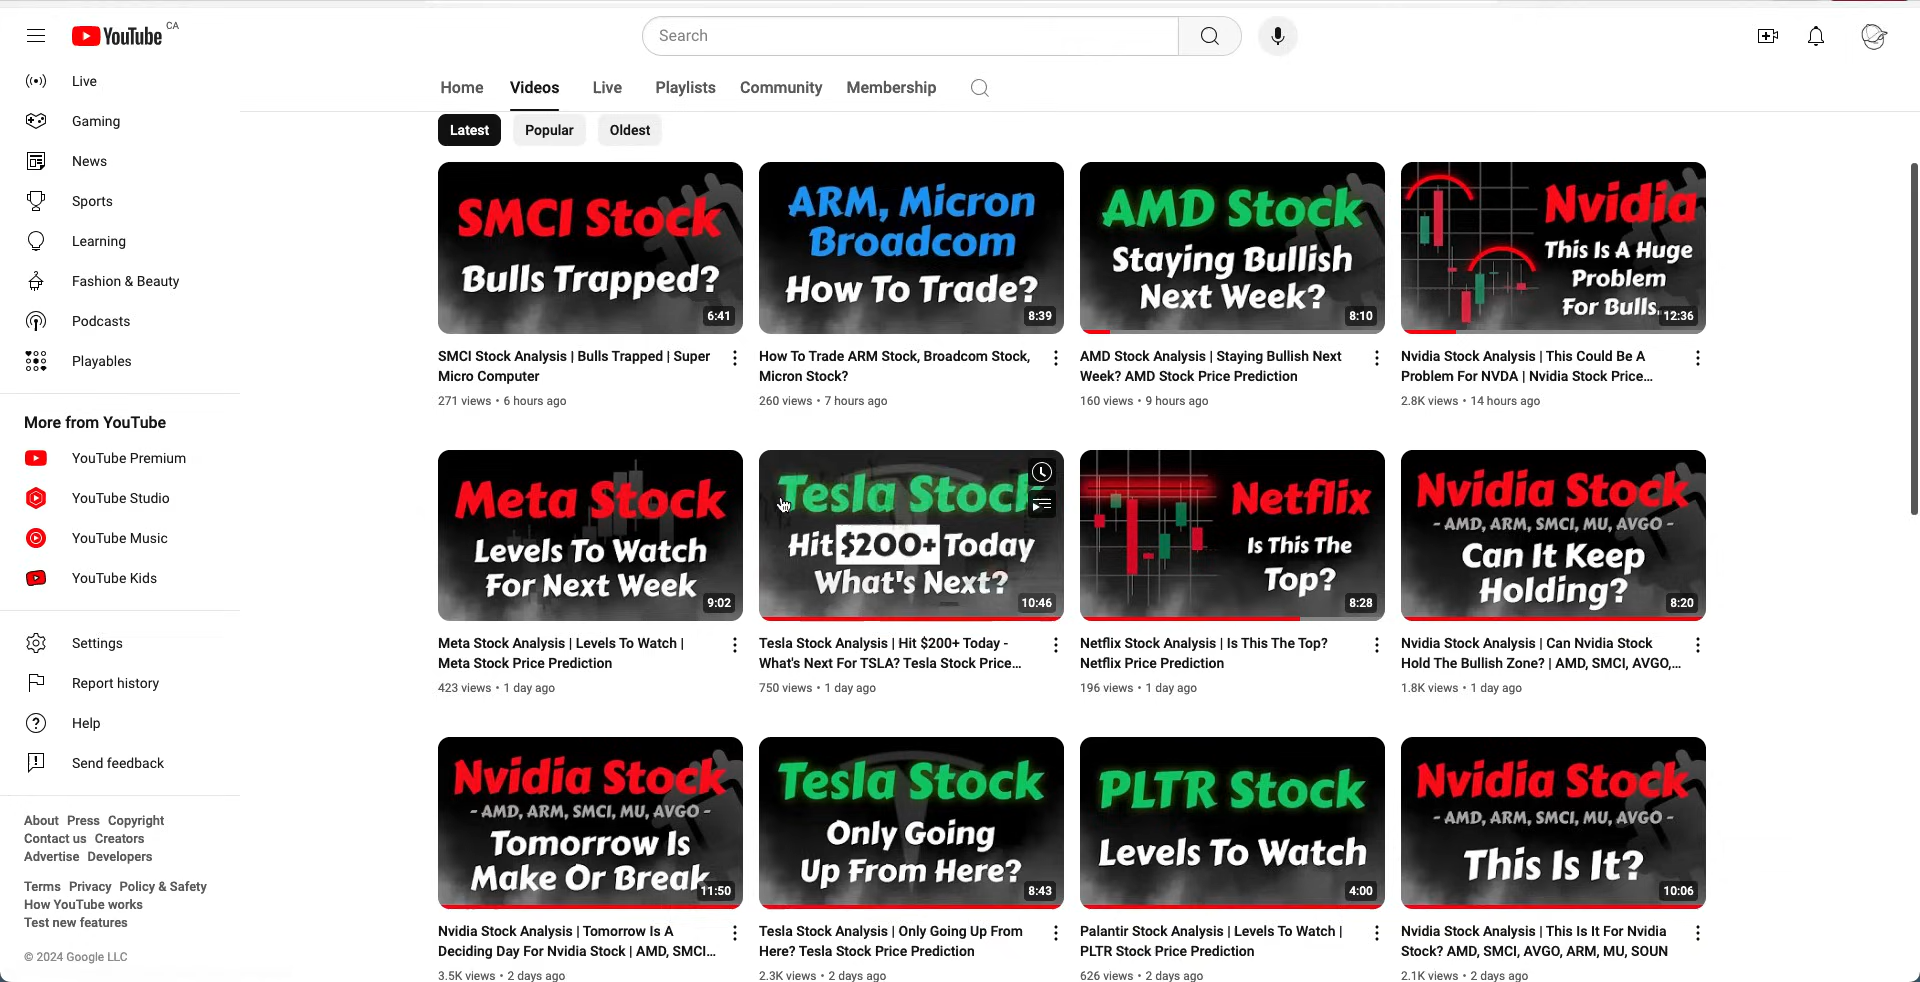 YouTube CA
Search
Live
Gaming
News
Sports
Learning
Fashion & Beauty
Podcasts
Playables
More from YouTube
YouTube Premium
YouTube Studio
YouTube Music
YouTube Kids
Settings
Report history
Help
Send feedback
About Press Copyright
Contact us Creators
Advertise Developers
Terms Privacy Policy & Safety
How YouTube works
Test new features
© 2024 Google LLC
Home Videos Live Playlists Community Membership
Latest Popular Oldest
SMCI Stock
Bulls Trapped?
6:41
SMCI Stock Analysis | Bulls Trapped | Super
Micro Computer
271 views • 6 hours ago
ARM, Micron
Broadcom
How To Trade?
8:39
How To Trade ARM Stock, Broadcom Stock,
Micron Stock?
260 views • 7 hours ago
AMD Stock
Staying Bullish
Next Week?
8:10
AMD Stock Analysis | Staying Bullish Next
Week? AMD Stock Price Prediction
160 views • 9 hours ago
Nvidia
This Is A Huge
Problem
For Bulls..
12:36
Nvidia Stock Analysis | This Could Be A
Problem For NVDA | Nvidia Stock Price...
2.8K views • 14 hours ago
Meta Stock
Levels To Watch
For Next Week
9:02
Meta Stock Analysis | Levels To Watch |
Meta Stock Price Prediction
423 views • 1 day ago
Tesla Stock
Hit $200+ Today
What's Next?
10:46
Tesla Stock Analysis | Hit $200+ Today -
What's Next For TSLA? Tesla Stock Price...
750 views • 1 day ago
Netflix
Is This The
Top?
8:28
Netflix Stock Analysis | Is This The Top?
Netflix Price Prediction
196 views • 1 day ago
Nvidia Stock
- AMD, ARM, SMCI, MU, AVGO -
Can It Keep
Holding?
8:20
Nvidia Stock Analysis | Can Nvidia Stock
Hold The Bullish Zone? | AMD, SMCI, AVGO,...
1.8K views • 1 day ago
Nvidia Stock
- AMD, ARM, SMCI, MU, AVGO -
Tomorrow Is
Make Or Break
11:50
Nvidia Stock Analysis | Tomorrow Is A
Deciding Day For Nvidia Stock | AMD, SMCI...
3.5K views • 2 days ago
Tesla Stock
Only Going
Up From Here?
8:43
Tesla Stock Analysis | Only Going Up From
Here? Tesla Stock Price Prediction
2.3K views • 2 days ago
PLTR Stock
Levels To Watch
4:00
Palantir Stock Analysis | Levels To Watch |
PLTR Stock Price Prediction
626 views • 2 days ago
Nvidia Stock
- AMD, ARM, SMCI, MU, AVGO -
This Is It?
10:06
Nvidia Stock Analysis | This Is It For Nvidia
Stock? AMD, SMCI, AVGO, ARM, MU, SOUN
2.1K views • 2 days ago